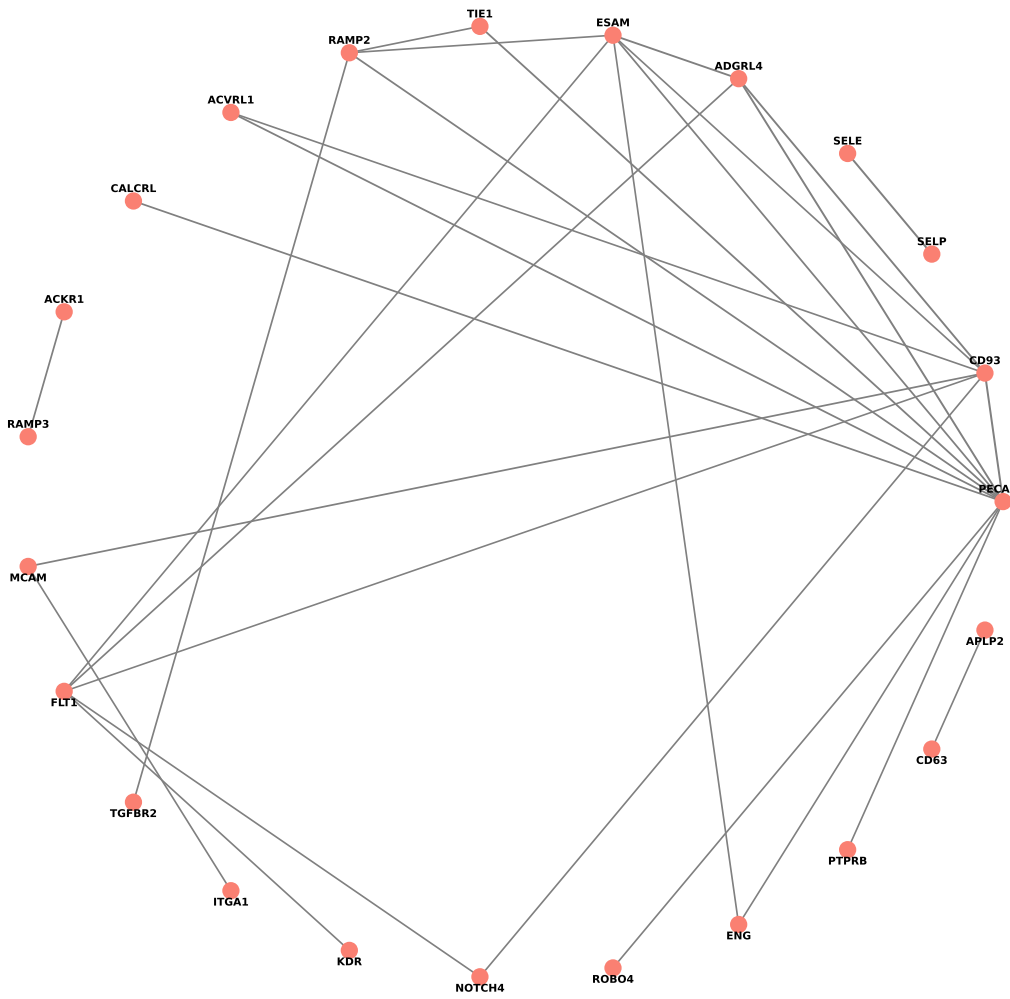 TIE1
ESAM
RAMP2
ADGRL4
ACVRL1
SELE
CALCRL
SELP
ACKR1
CD93
RAMP3
PECA
MCAM
APLP2
FLT1
CD63
TGFBR2
PTPRB
ITGA1
ENG
KDR
ROBO4
NOTCH4